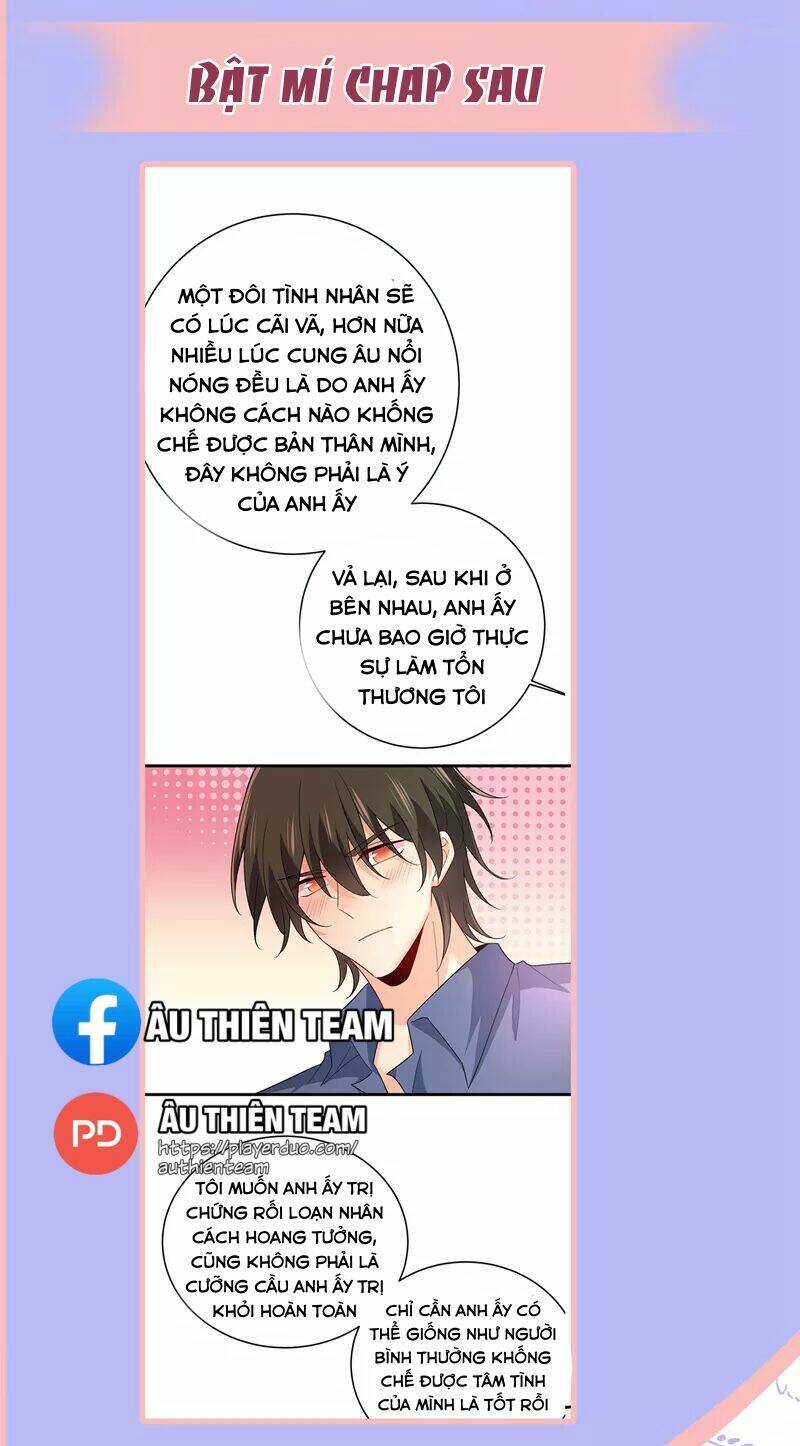 BẬT MÍ CHAP SAU
MỘT ĐÔI TÌNH NHÂN SẼ
CÓ LÚC CÃI VÃ, HƠN NỮA
NHIỀU LÚC CUNG ÂU NỔI
NÓNG ĐỀU LÀ DO ANH ẤY
KHÔNG CÁCH NÀO KHỐNG
CHẾ ĐƯỢC BẢN THÂN MÌNH,
ĐÂY KHÔNG PHẢI LÀ Ý
CỦA ANH ẤY
VẢ LẠI, SAU KHI Ở
BÊN NHAU, ANH ẤY
CHƯA BAO GIỜ THỰC
SỰ LÀM TỔN
THƯƠNG TÔI
f ÂU THIÊN TEAM
PD ÂU THIÊN TEAM
https://playerduo.com/
authienteam
TÔI MUỐN ANH ẤY TRỊ
CHỨNG RỐI LOẠN NHÂN
CÁCH HOANG TƯỞNG,
CŨNG KHÔNG PHẢI LÀ
CƯỠNG CẦU ANH ẤY TRỊ
KHỎI HOÀN TOÀN
CHỈ CẦN ANH ẤY CÓ
THỂ GIỐNG NHƯ NGƯỜI
BÌNH THƯỜNG KHỐNG
CHẾ ĐƯỢC TÂM TÌNH
CỦA MÌNH LÀ TỐT RỒI